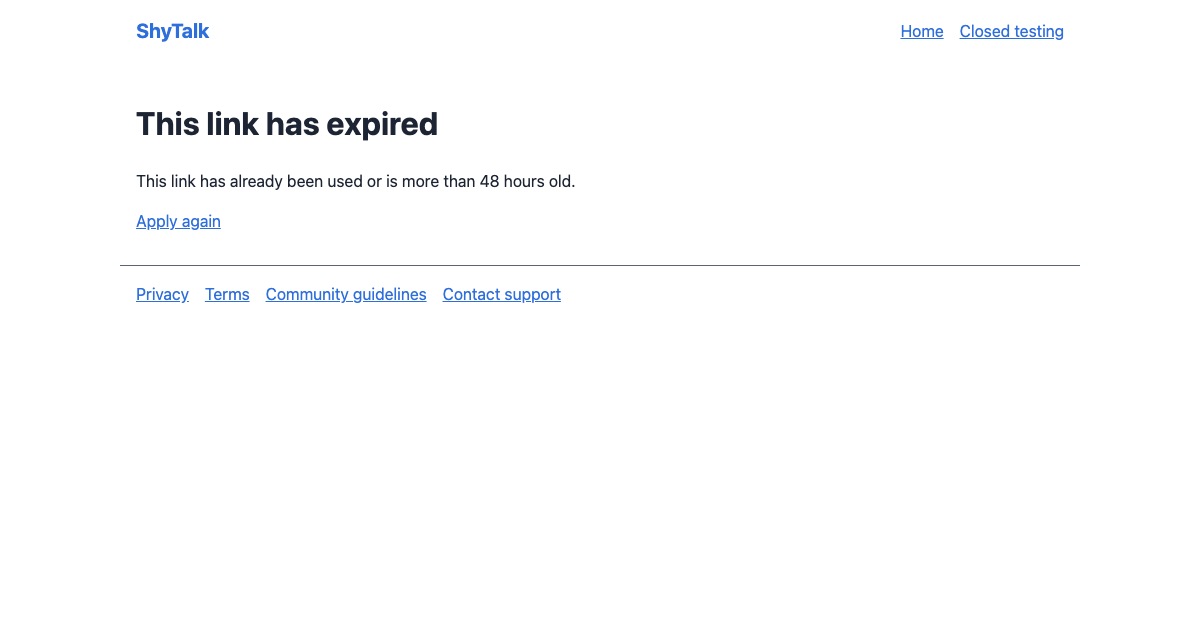 ShyTalk
Home Closed testing
This link has expired
This link has already been used or is more than 48 hours old.
Apply again
Privacy Terms Community guidelines Contact support